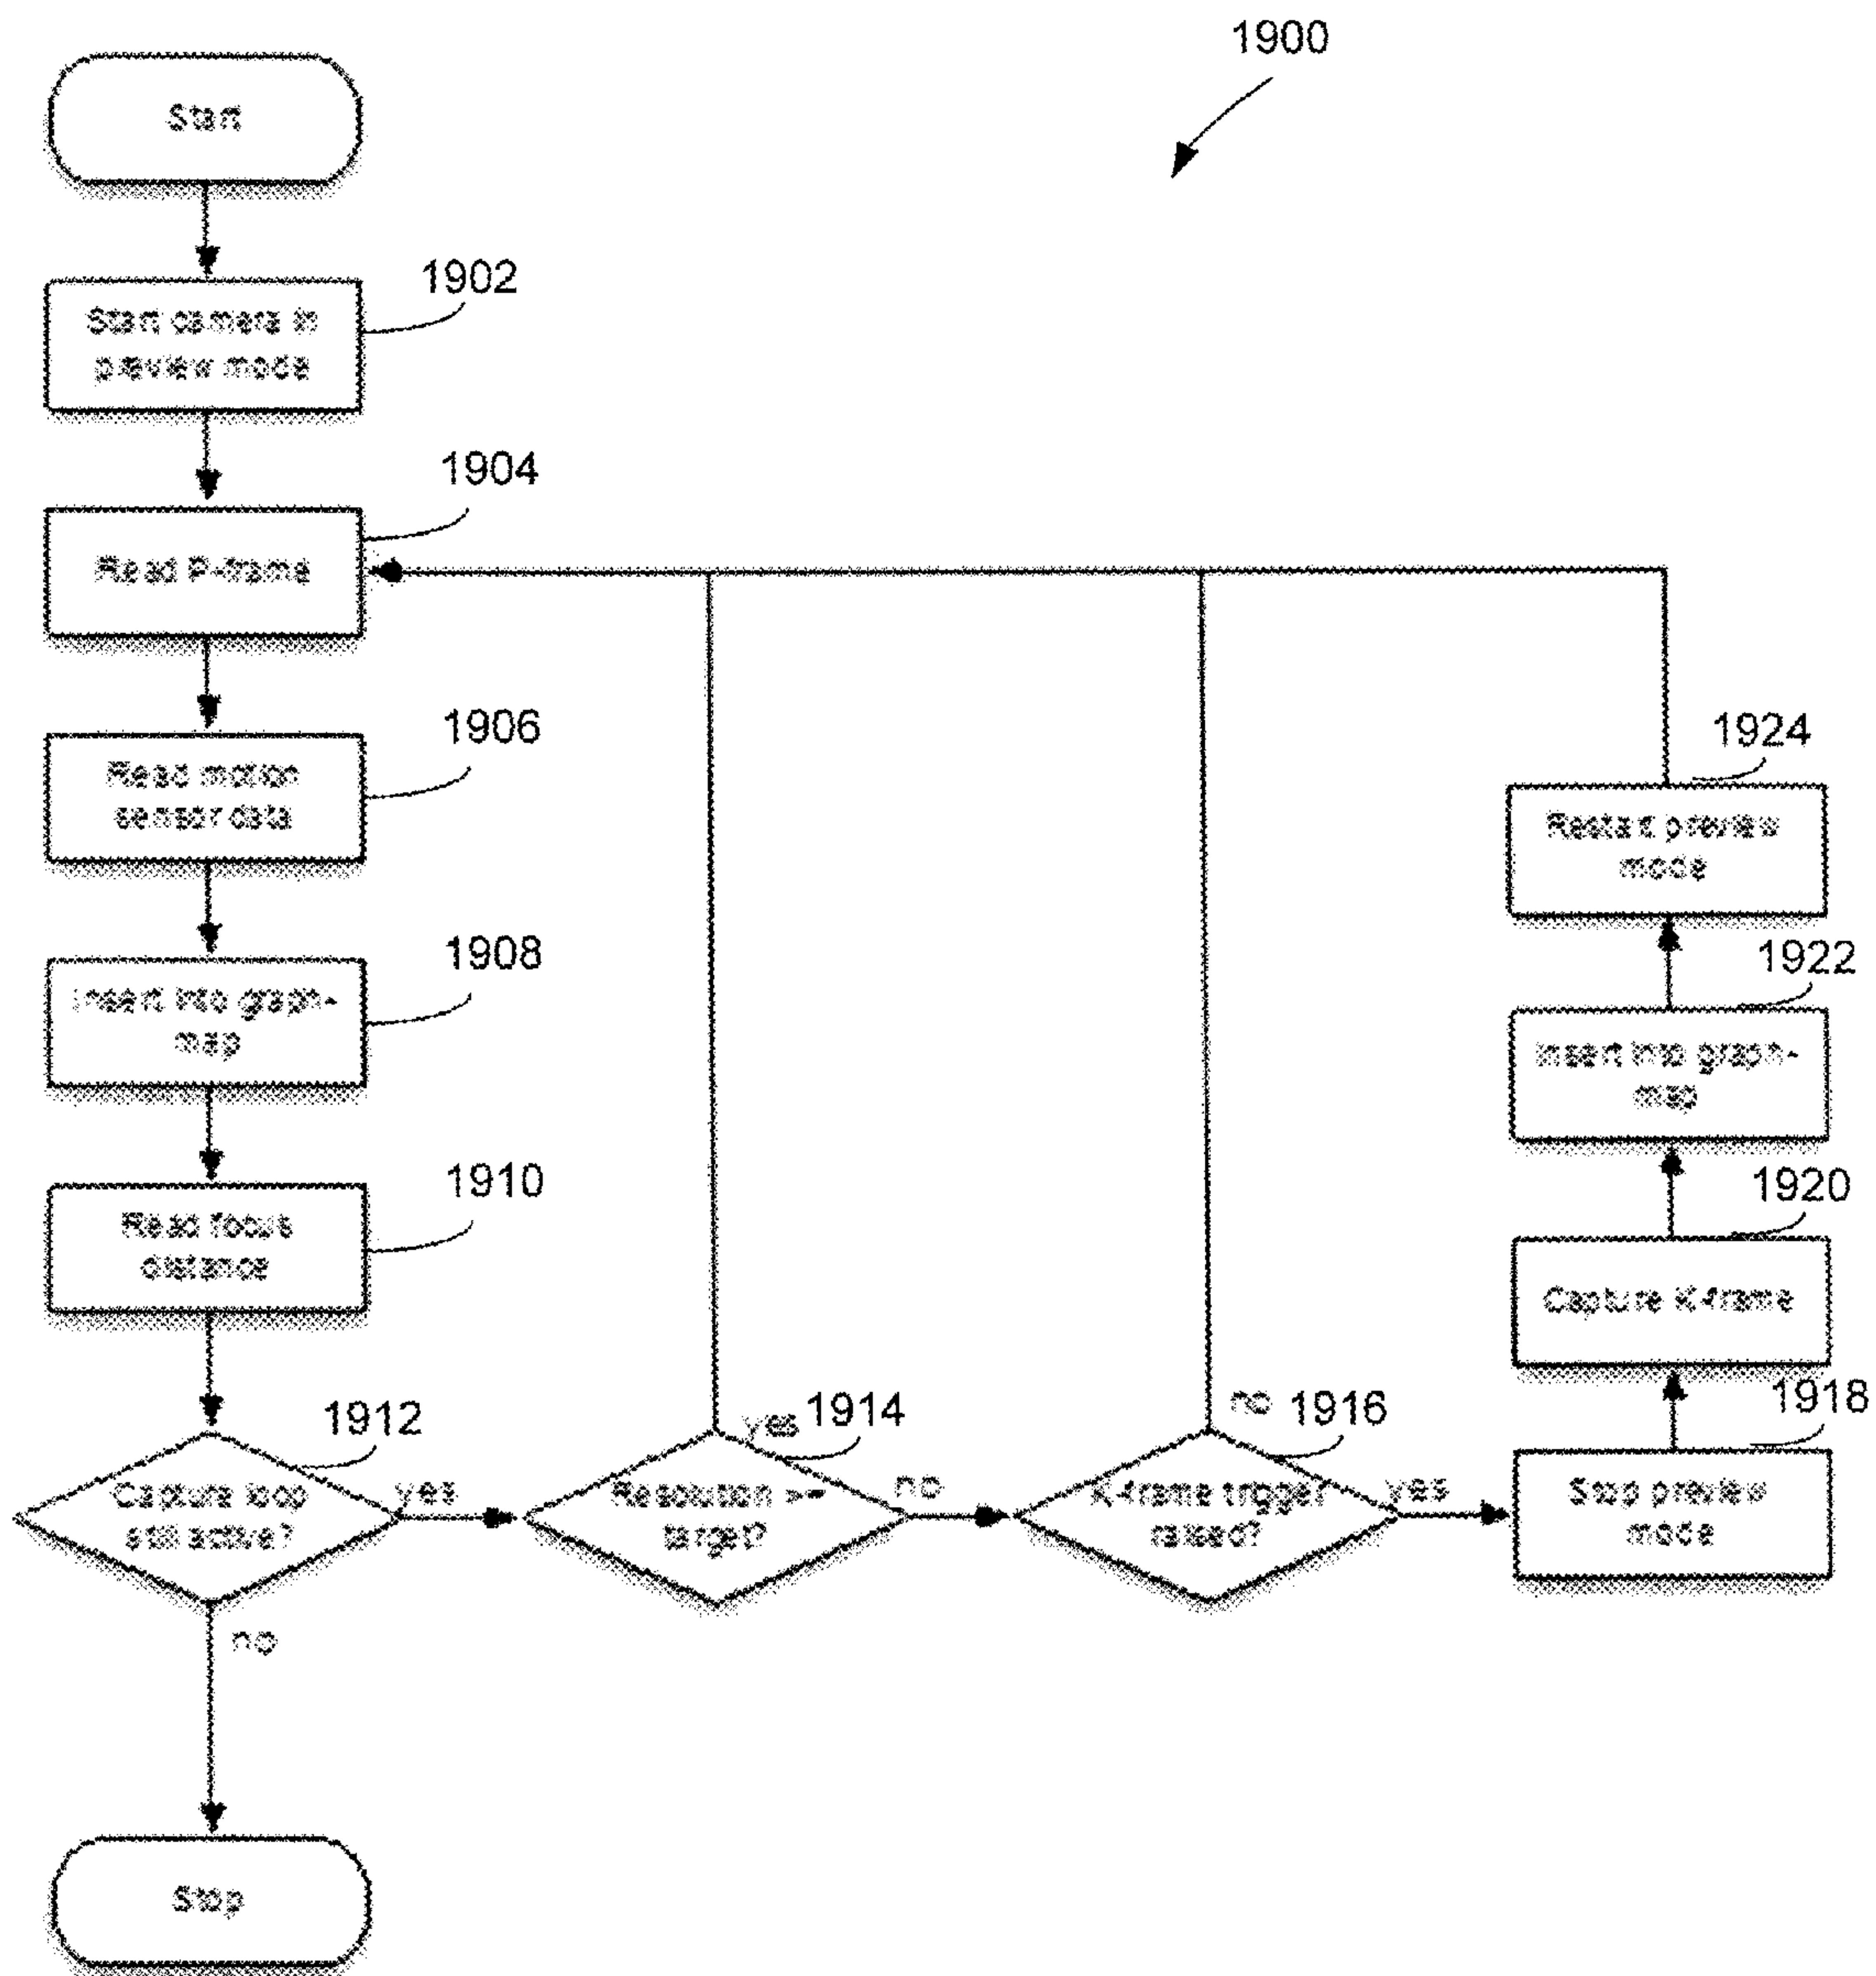 1900
Start
1902
Start camera in
preview mode
1904
Read P-frame
1906
Read motion
sensor data
1908
Insert into graph-
map
1910
Read focus
distance
1912
Capture loop
still active?
yes
no
Stop
1914
yes
Resolution >=
target?
no
1916
no
K-frame trigger
raised?
yes
1918
Stop preview
mode
1920
Capture K-frame
1922
Insert into graph-
map
1924
Restart preview
mode